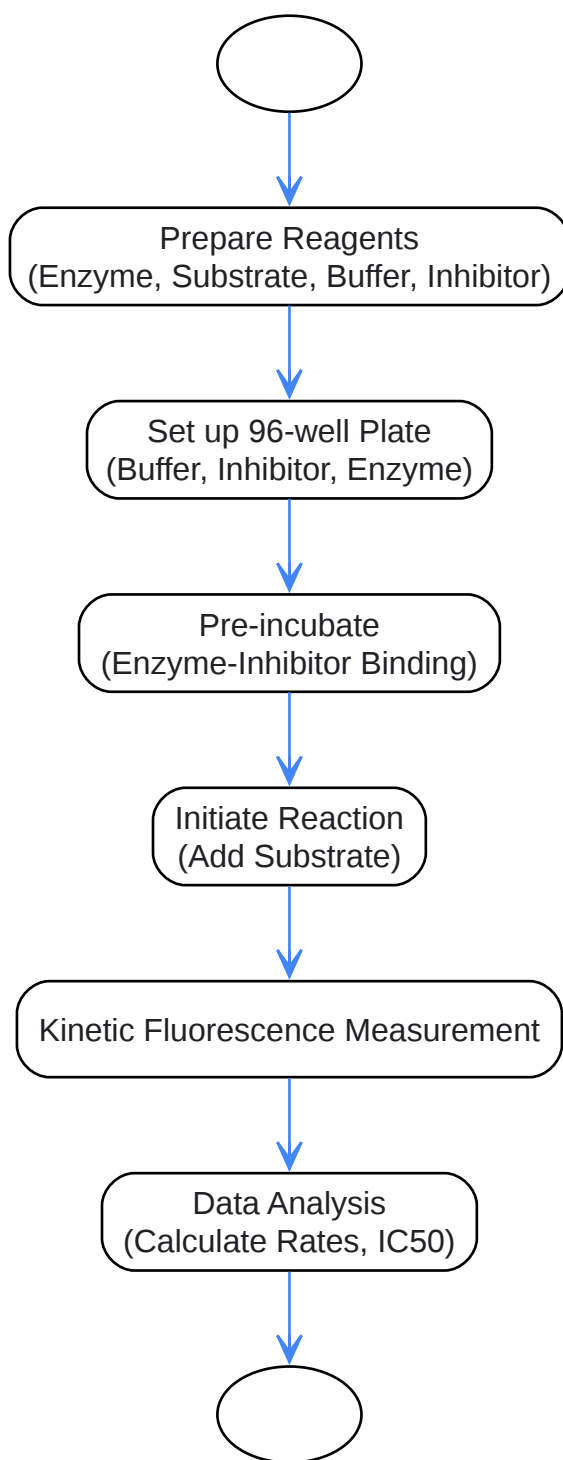 Prepare Reagents
(Enzyme, Substrate, Buffer, Inhibitor)
Set up 96-well Plate
(Buffer, Inhibitor, Enzyme)
Pre-incubate
(Enzyme-Inhibitor Binding)
Initiate Reaction
(Add Substrate)
Kinetic Fluorescence Measurement
Data Analysis
(Calculate Rates, IC50)